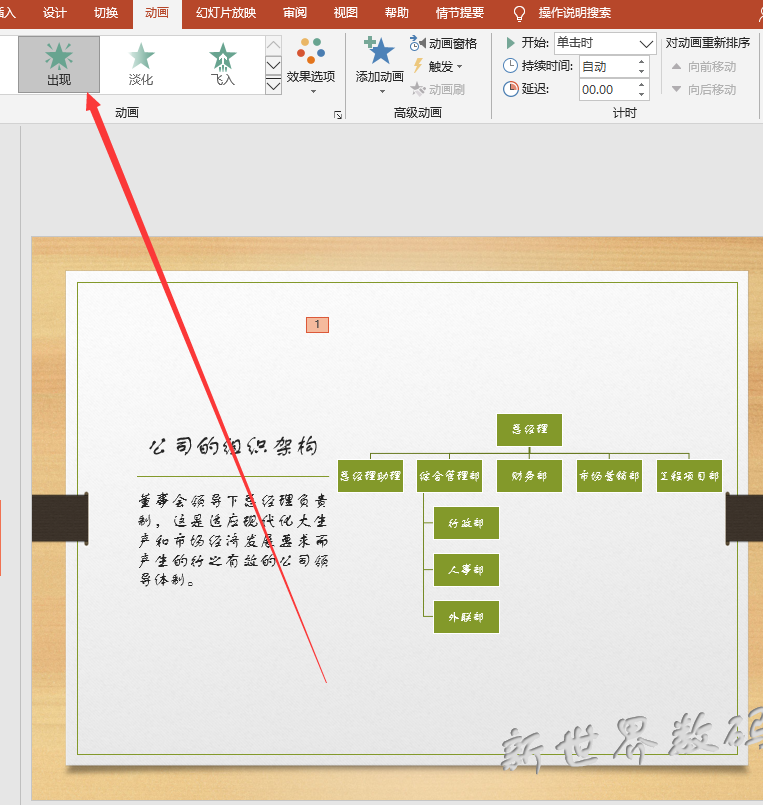 插入 设计 切换 动画 幻灯片放映 审阅 视图 帮助 情节提要 操作说明搜索
出现 淡化 飞入 效果选项
动画
添加动画
动画窗格
触发
动画刷
高级动画
开始: 单击时
持续时间: 自动
延迟: 00.00
计时
对动画重新排序
向前移动
向后移动
1
公司的组织架构
董事会领导下总经理负责
制，这是适应现代化大生
产和市场经济发展要求而
产生的行之有效的公司领
导体制。
总经理
总经理助理 综合管理部 财务部 市场营销部 工程项目部
行政部
人事部
外联部
新世界数码